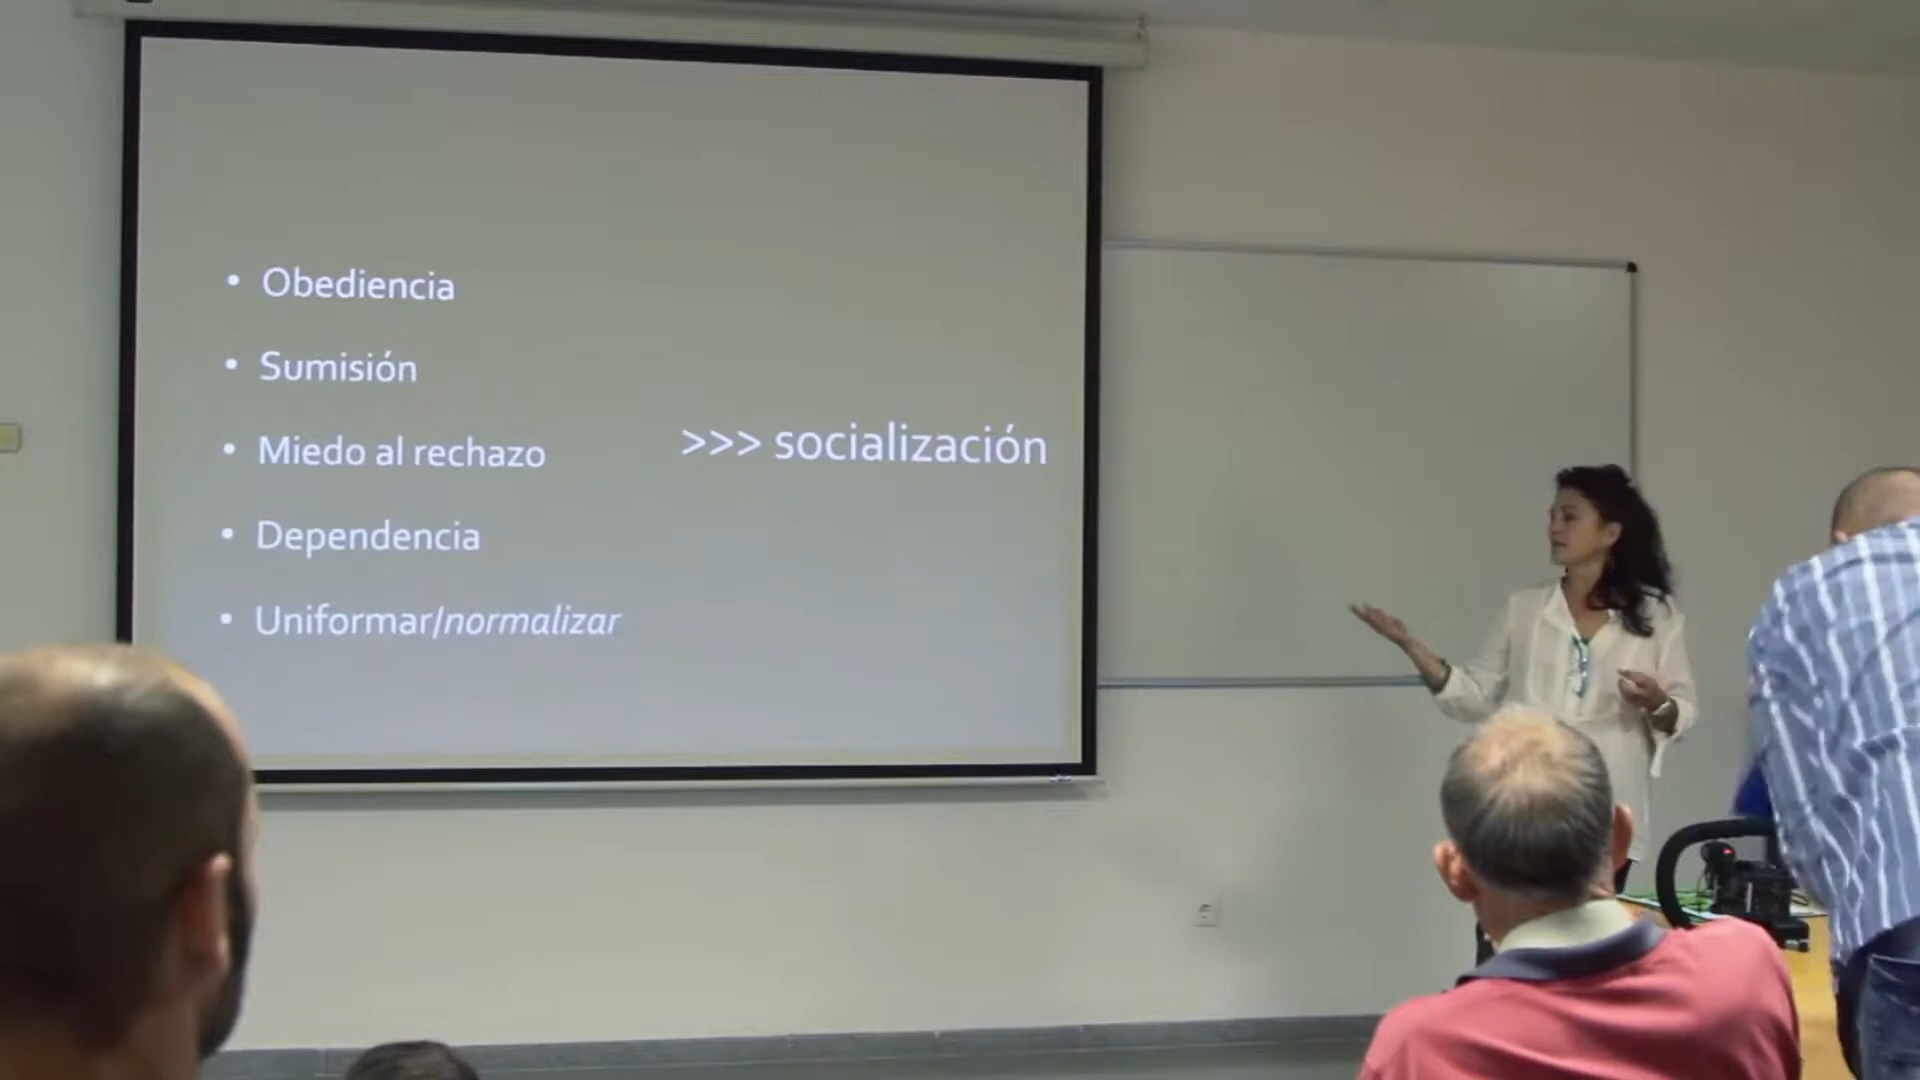 • Obediencia
• Sumisión
• Miedo al rechazo
>>> socialización
• Dependencia
• Uniformar/normalizar